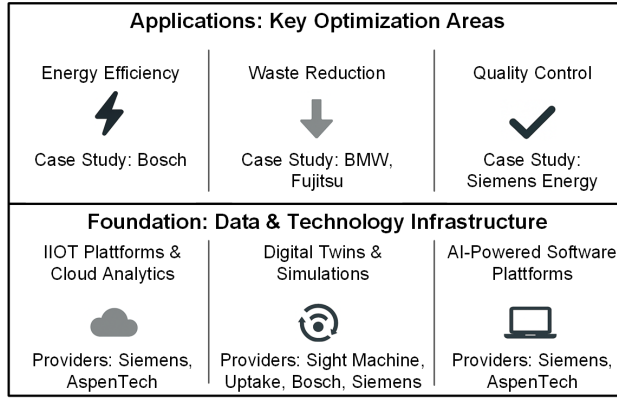 Applications: Key Optimization Areas
Energy Efficiency
Case Study: Bosch
Waste Reduction
Case Study: BMW,
Fujitsu
Quality Control
Case Study:
Siemens Energy
Foundation: Data & Technology Infrastructure
IIOT Plattforms &
Cloud Analytics
Providers: Siemens,
AspenTech
Digital Twins &
Simulations
Providers: Sight Machine,
Uptake, Bosch, Siemens
AI-Powered Software
Plattforms
Providers: Siemens,
AspenTech